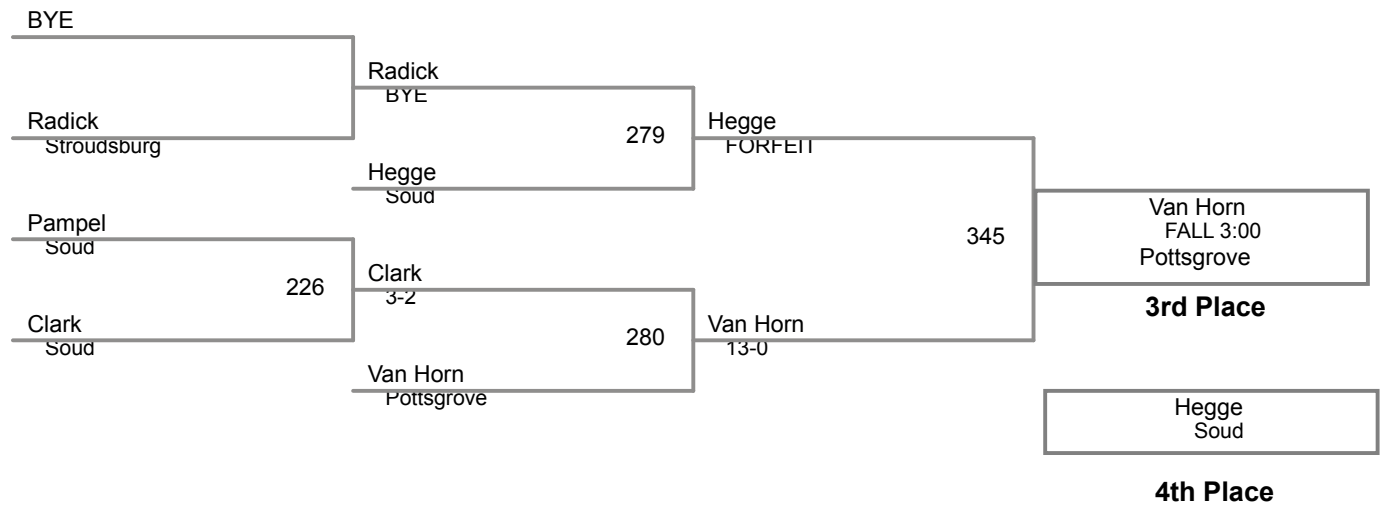 BYE
Radick
BYE
Radick
Stroudsburg
279
Hegge
FORFEIT
Hegge
Soud
Pampel
Soud
345
Van Horn
FALL 3:00
Pottsgrove
226
Clark
3-2
3rd Place
Clark
Soud
280
Van Horn
13-0
Van Horn
Pottsgrove
Hegge
Soud
4th Place